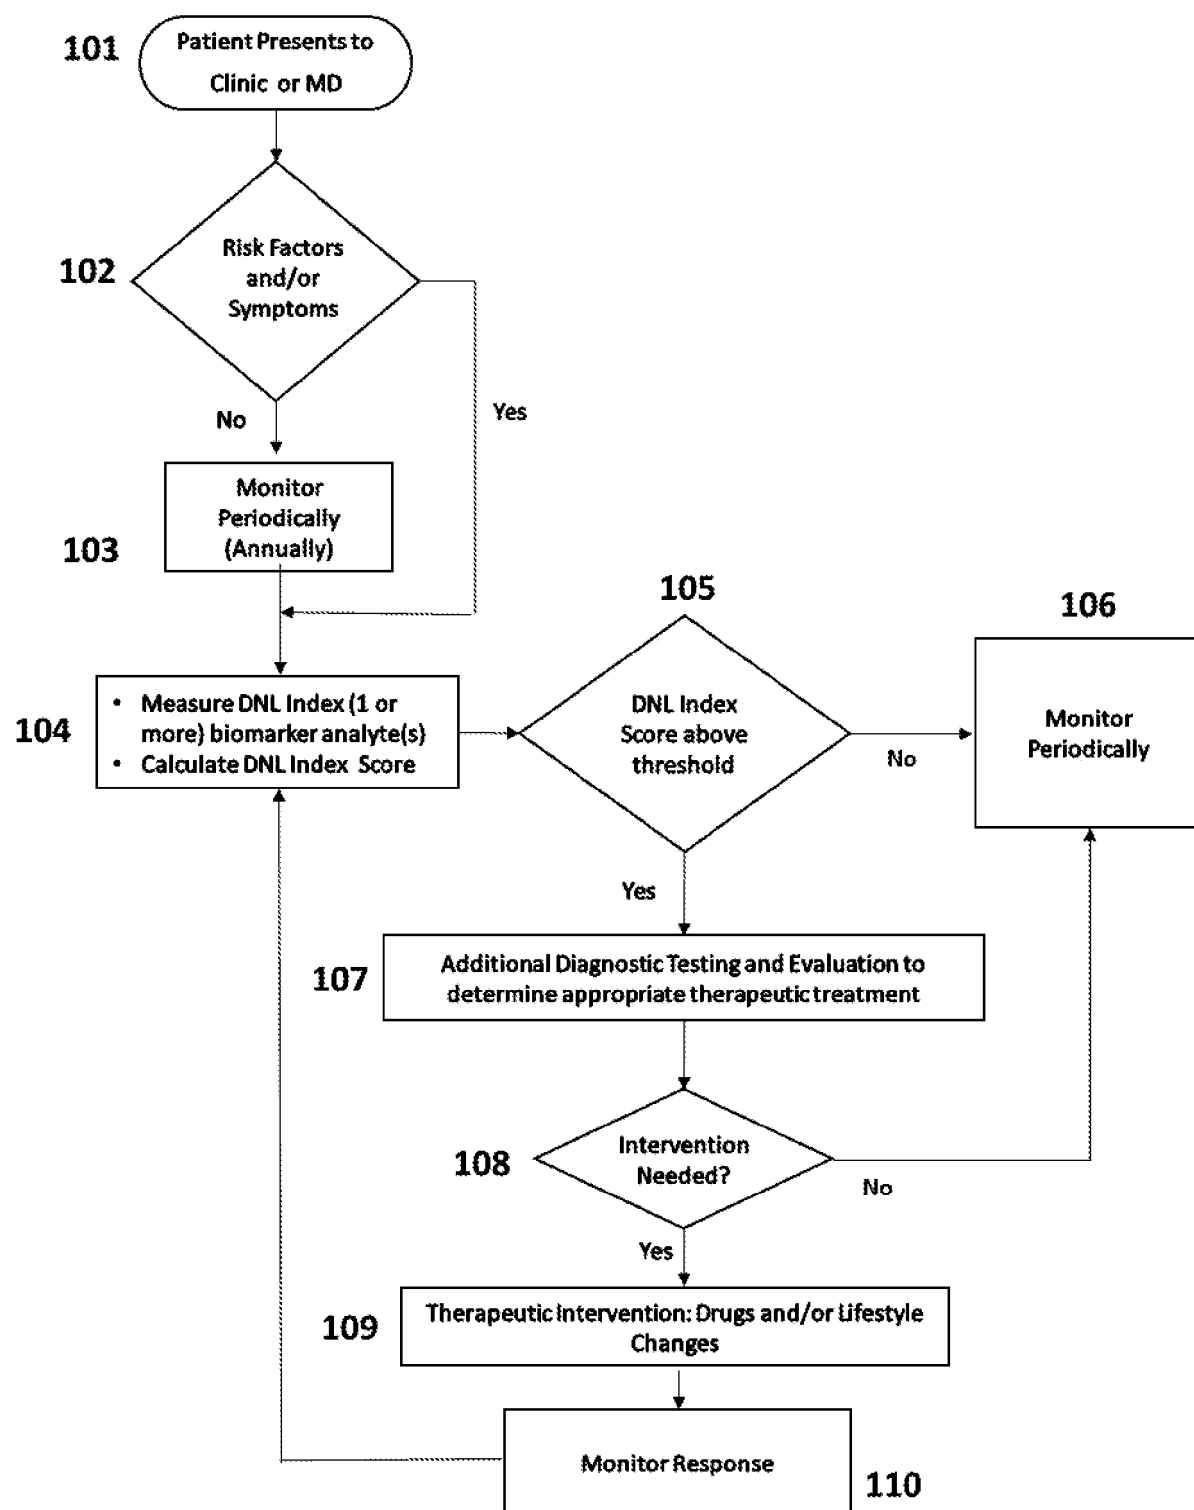 101
Patient Presents to
Clinic or MD
102
Risk Factors
and/or
Symptoms
No
Yes
103
Monitor
Periodically
(Annually)
104
• Measure DNL Index (1 or
more) biomarker analyte(s)
• Calculate DNL Index Score
105
DNL Index
Score above
threshold
No
106
Monitor
Periodically
Yes
107
Additional Diagnostic Testing and Evaluation to
determine appropriate therapeutic treatment
108
Intervention
Needed?
No
Yes
109
Therapeutic Intervention: Drugs and/or Lifestyle
Changes
Monitor Response
110